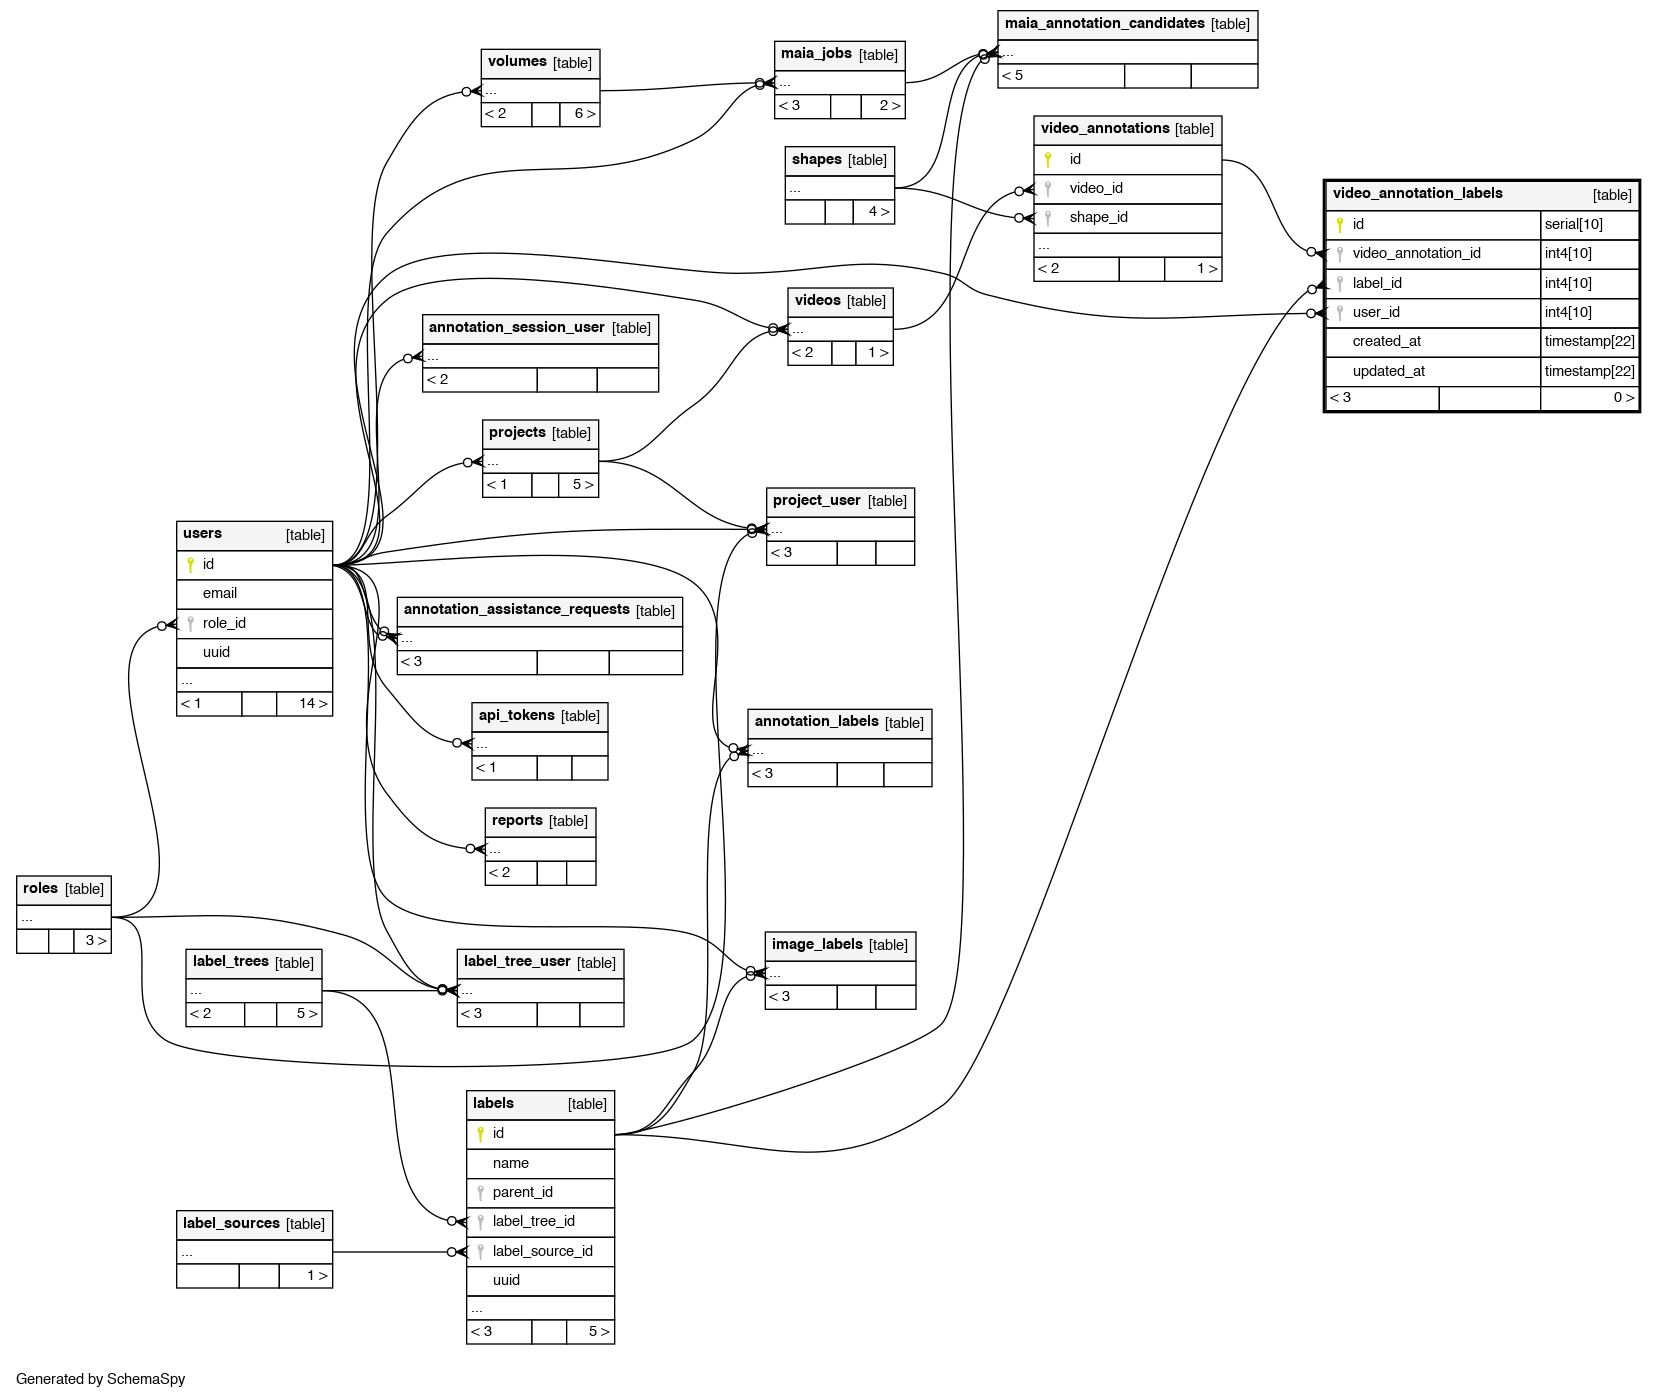 maia_annotation_candidates [table]
...
< 5
volumes [table]
...
< 2 6 >
maia_jobs [table]
...
< 3 2 >
video_annotations [table]
id
video_id
shape_id
...
< 2 1 >
shapes [table]
...
4 >
video_annotation_labels [table]
id serial[10]
video_annotation_id int4[10]
label_id int4[10]
user_id int4[10]
created_at timestamp[22]
updated_at timestamp[22]
< 3 0 >
videos [table]
...
< 2 1 >
annotation_session_user [table]
...
< 2
projects [table]
...
< 1 5 >
project_user [table]
...
< 3
users [table]
id
email
role_id
uuid
...
< 1 14 >
annotation_assistance_requests [table]
...
< 3
api_tokens [table]
...
< 1
annotation_labels [table]
...
< 3
reports [table]
...
< 2
roles [table]
...
3 >
label_trees [table]
...
< 2 5 >
label_tree_user [table]
...
< 3
image_labels [table]
...
< 3
labels [table]
id
name
parent_id
label_tree_id
label_source_id
uuid
...
< 3 5 >
label_sources [table]
...
1 >
Generated by SchemaSpy